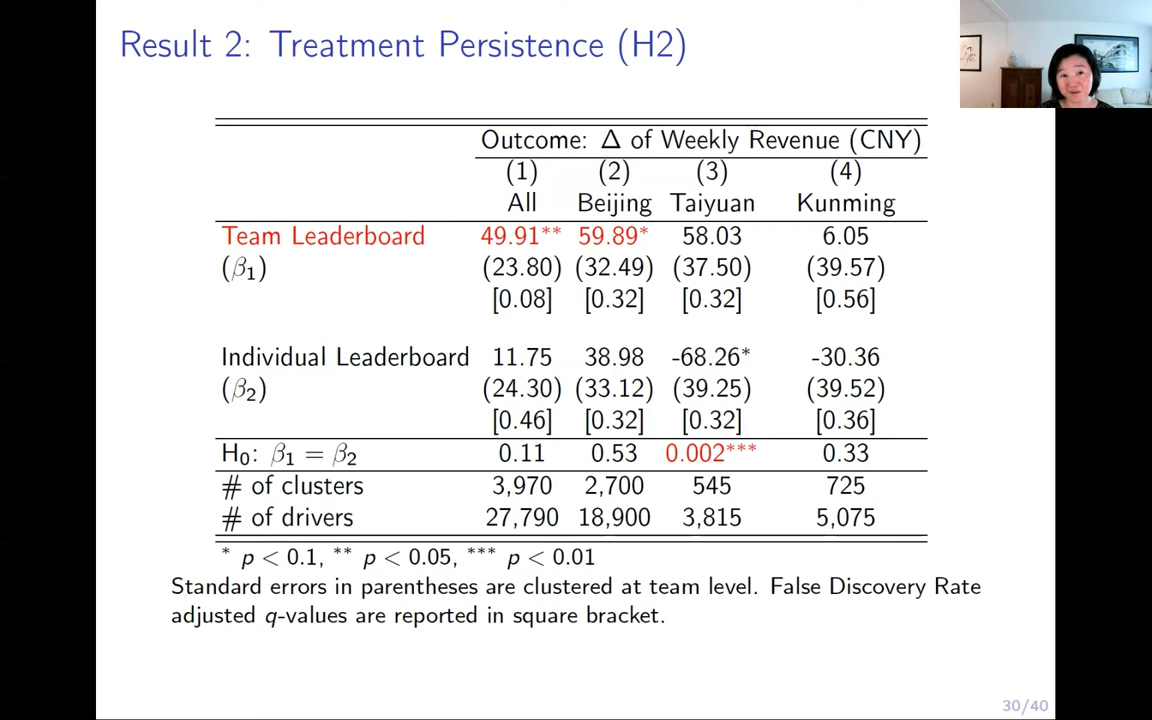 Result 2: Treatment Persistence (H2)
Outcome: Δ of Weekly Revenue (CNY)
(1) (2) (3) (4)
All Beijing Taiyuan Kunming
Team Leaderboard 49.91** 59.89* 58.03 6.05
(β₁) (23.80) (32.49) (37.50) (39.57)
[0.08] [0.32] [0.32] [0.56]
Individual Leaderboard 11.75 38.98 -68.26* -30.36
(β₂) (24.30) (33.12) (39.25) (39.52)
[0.46] [0.32] [0.32] [0.36]
H₀: β₁ = β₂ 0.11 0.53 0.002*** 0.33
# of clusters 3,970 2,700 545 725
# of drivers 27,790 18,900 3,815 5,075
* p < 0.1, ** p < 0.05, *** p < 0.01
Standard errors in parentheses are clustered at team level. False Discovery Rate
adjusted q-values are reported in square bracket.
30/40